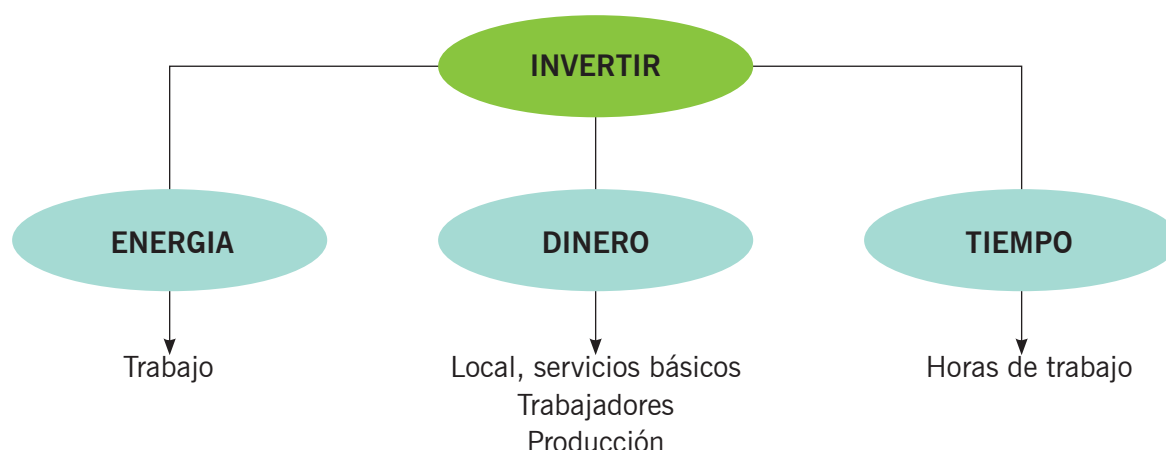 INVERTIR
ENERGIA
DINERO
TIEMPO
Trabajo
Local, servicios básicos
Trabajadores
Producción
Horas de trabajo